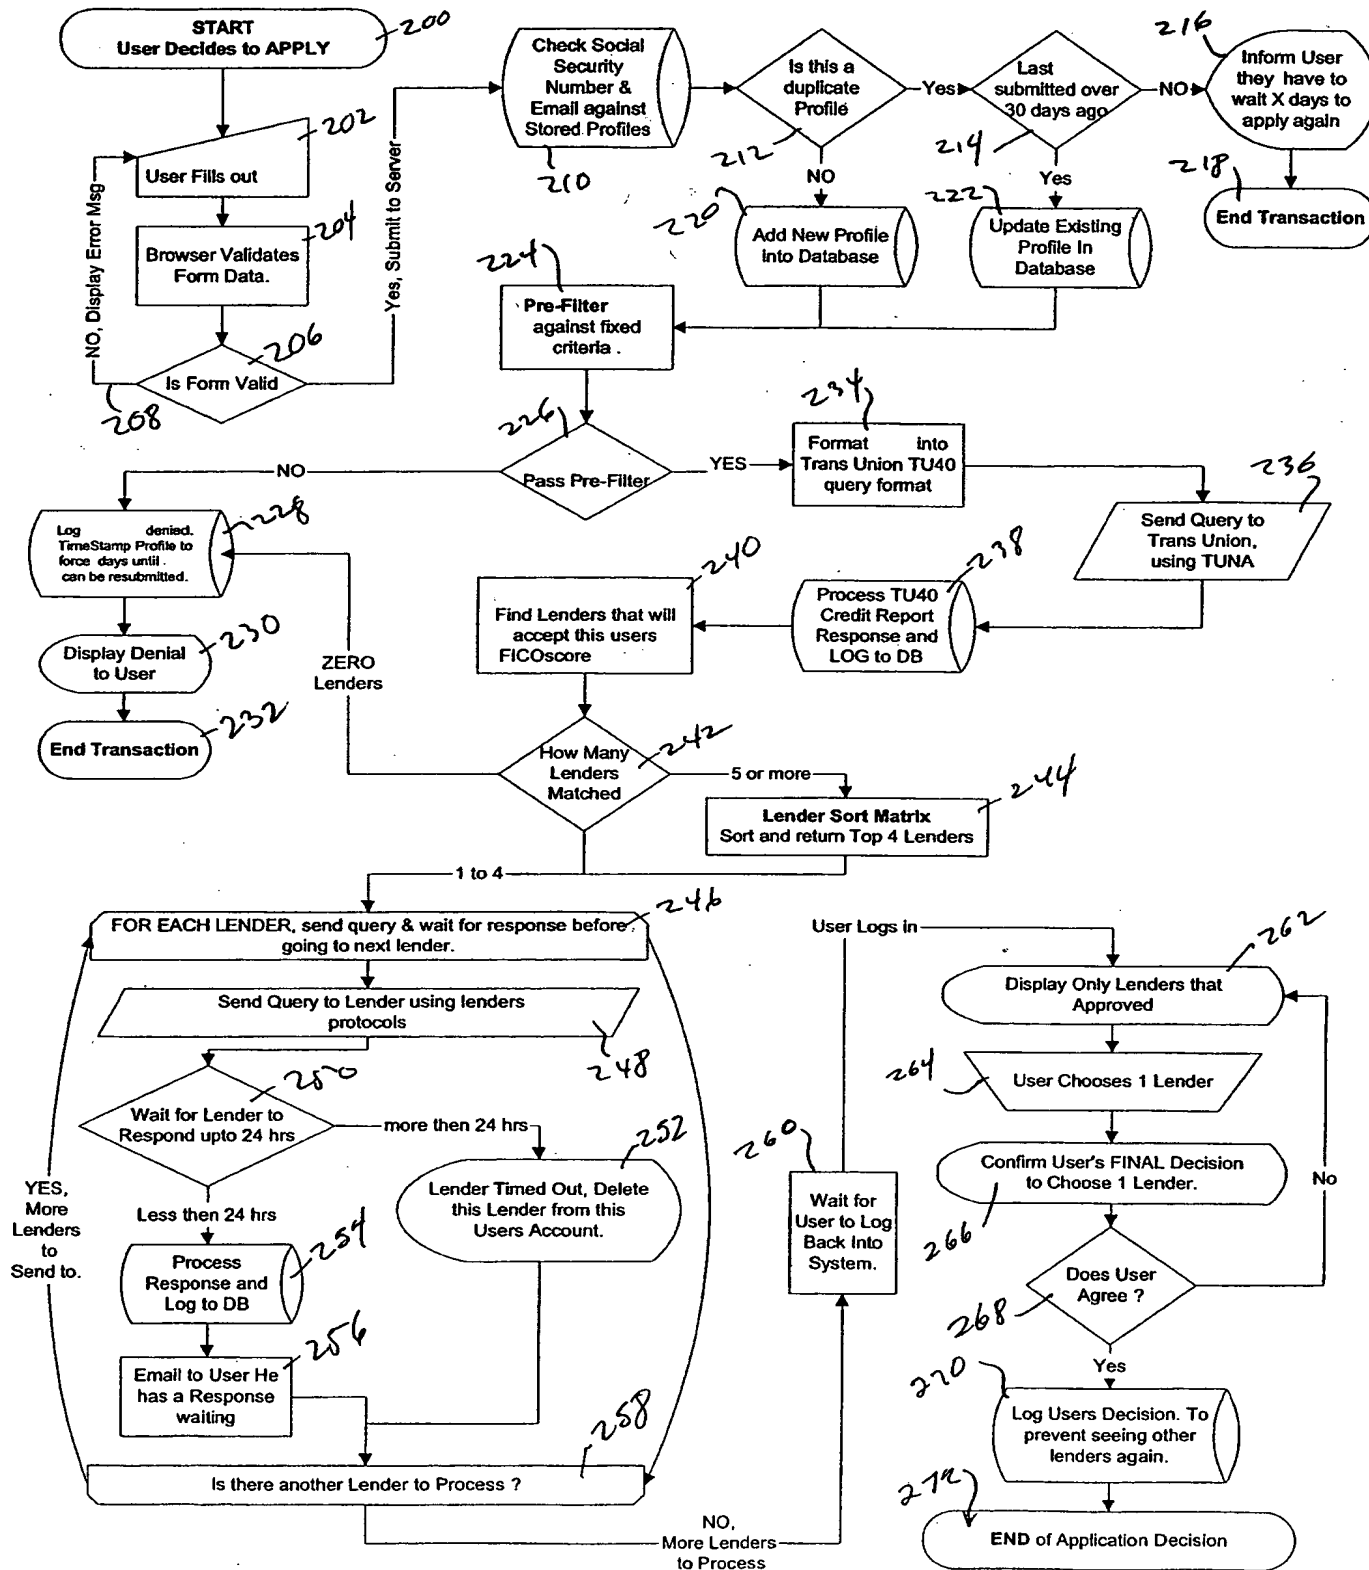 START
User Decides to APPLY
200
202
User Fills out
204
Browser Validates
Form Data.
206
Is Form Valid
208
NO, Display Error Msg
Yes, Submit to Server
Check Social
Security
Number &
Email against
Stored Profiles
210
Is this a
duplicate
Profile
212
Yes
NO
Last
submitted over
30 days ago
214
NO
Yes
216
Inform User
they have to
wait X days to
apply again
218
End Transaction
220
Add New Profile
Into Database
222
Update Existing
Profile In
Database
224
Pre-Filter
against fixed
criteria .
226
Pass Pre-Filter
NO
YES
Log denied.
TimeStamp Profile to
force days until .
can be resubmitted.
228
230
Display Denial
to User
232
End Transaction
234
Format into
Trans Union TU40
query format
236
Send Query to
Trans Union,
using TUNA
238
Process TU40
Credit Report
Response and
LOG to DB
240
Find Lenders that will
accept this users
FICOscore
ZERO
Lenders
How Many
Lenders
Matched
242
5 or more
244
Lender Sort Matrix
Sort and return Top 4 Lenders
1 to 4
246
FOR EACH LENDER, send query & wait for response before
going to next lender.
Send Query to Lender using lenders
protocols
248
250
Wait for Lender to
Respond upto 24 hrs
more then 24 hrs
252
Lender Timed Out, Delete
this Lender from this
Users Account.
Less then 24 hrs
254
Process
Response and
Log to DB
256
Email to User He
has a Response
waiting
258
Is there another Lender to Process ?
YES,
More
Lenders
to
Send to.
NO,
More Lenders
to Process
260
Wait for
User to Log
Back Into
System.
User Logs in
262
Display Only Lenders that
Approved
264
User Chooses 1 Lender
Confirm User's FINAL Decision
to Choose 1 Lender.
266
Does User
Agree ?
268
No
Yes
270
Log Users Decision. To
prevent seeing other
lenders again.
272
END of Application Decision